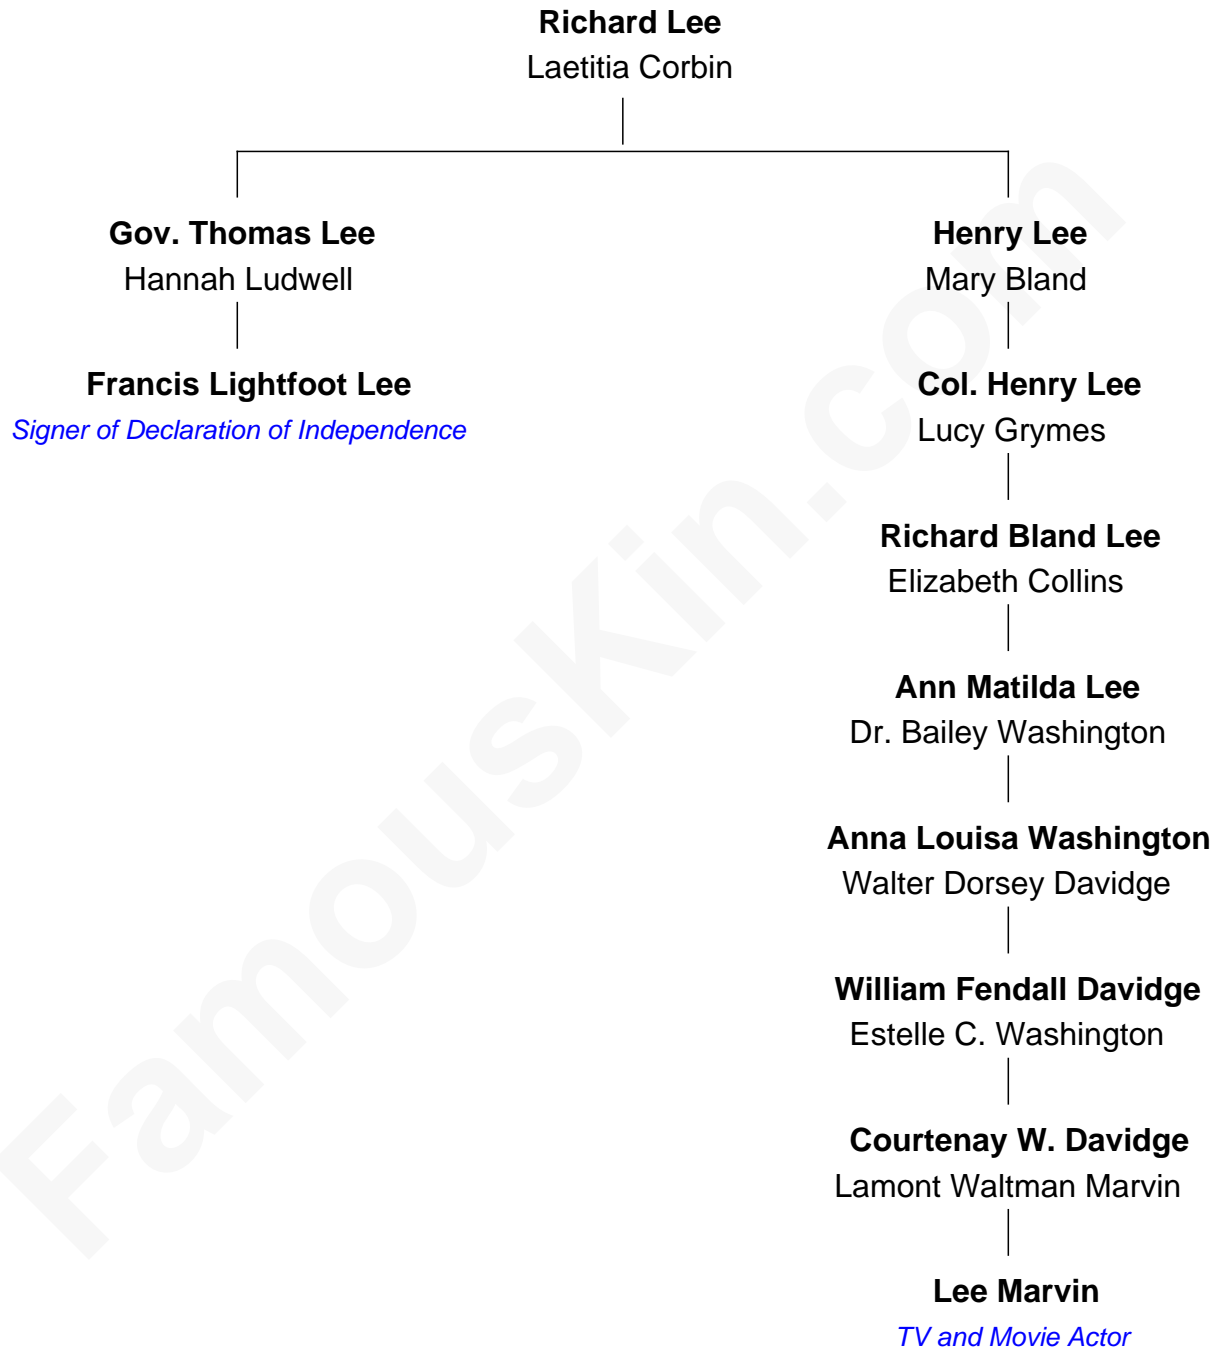 Richard Lee
Laetitia Corbin
Gov. Thomas Lee
Hannah Ludwell
Henry Lee
Mary Bland
Francis Lightfoot Lee
Signer of Declaration of Independence
Col. Henry Lee
Lucy Grymes
Richard Bland Lee
Elizabeth Collins
Ann Matilda Lee
Dr. Bailey Washington
Anna Louisa Washington
Walter Dorsey Davidge
William Fendall Davidge
Estelle C. Washington
Courtenay W. Davidge
Lamont Waltman Marvin
Lee Marvin
TV and Movie Actor
FamousKin.com